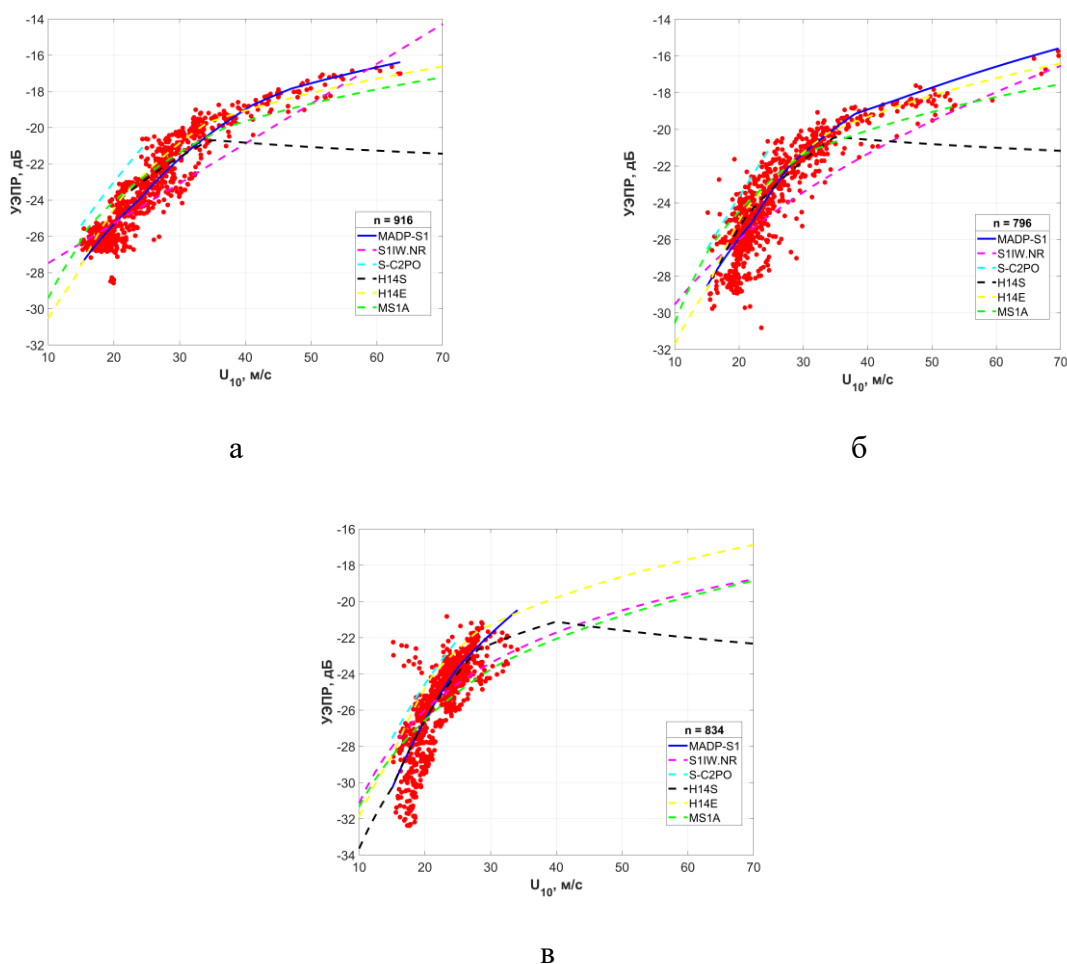 -14
-16
-18
-20
-22
-24
-26
-28
-30
-32
УЭПР, дБ
10 20 30 40 50 60 70
U10, м/с
n = 916
MADP-S1
S1IW.NR
S-C2PO
H14S
H14E
MS1A
а
-14
-16
-18
-20
-22
-24
-26
-28
-30
-32
УЭПР, дБ
10 20 30 40 50 60 70
U10, м/с
n = 796
MADP-S1
S1IW.NR
S-C2PO
H14S
H14E
MS1A
б
-16
-18
-20
-22
-24
-26
-28
-30
-32
-34
УЭПР, дБ
10 20 30 40 50 60 70
U10, м/с
n = 834
MADP-S1
S1IW.NR
S-C2PO
H14S
H14E
MS1A
в